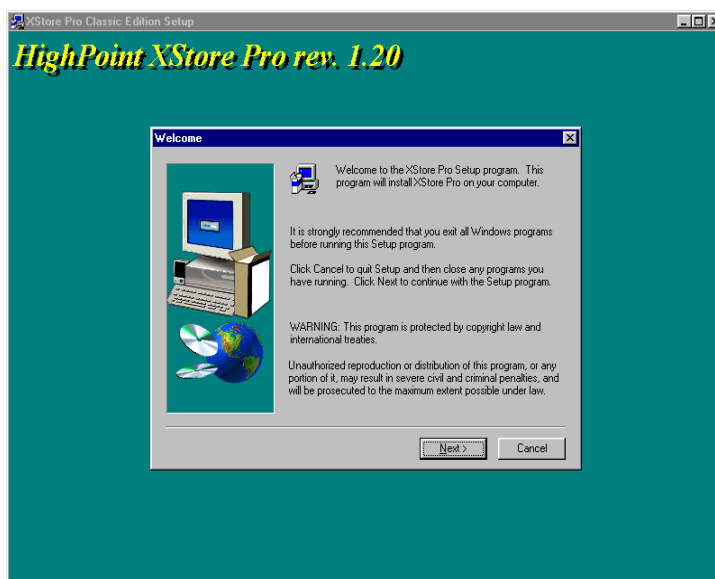 XStore Pro Classic Edition Setup
HighPoint XStore Pro rev. 1.20
Welcome
Welcome to the XStore Pro Setup program. This
program will install XStore Pro on your computer.
It is strongly recommended that you exit all Windows programs
before running this Setup program.
Click Cancel to quit Setup and then close any programs you
have running. Click Next to continue with the Setup program.
WARNING: This program is protected by copyright law and
international treaties.
Unauthorized reproduction or distribution of this program, or any
portion of it, may result in severe civil and criminal penalties, and
will be prosecuted to the maximum extent possible under law.
Next >
Cancel